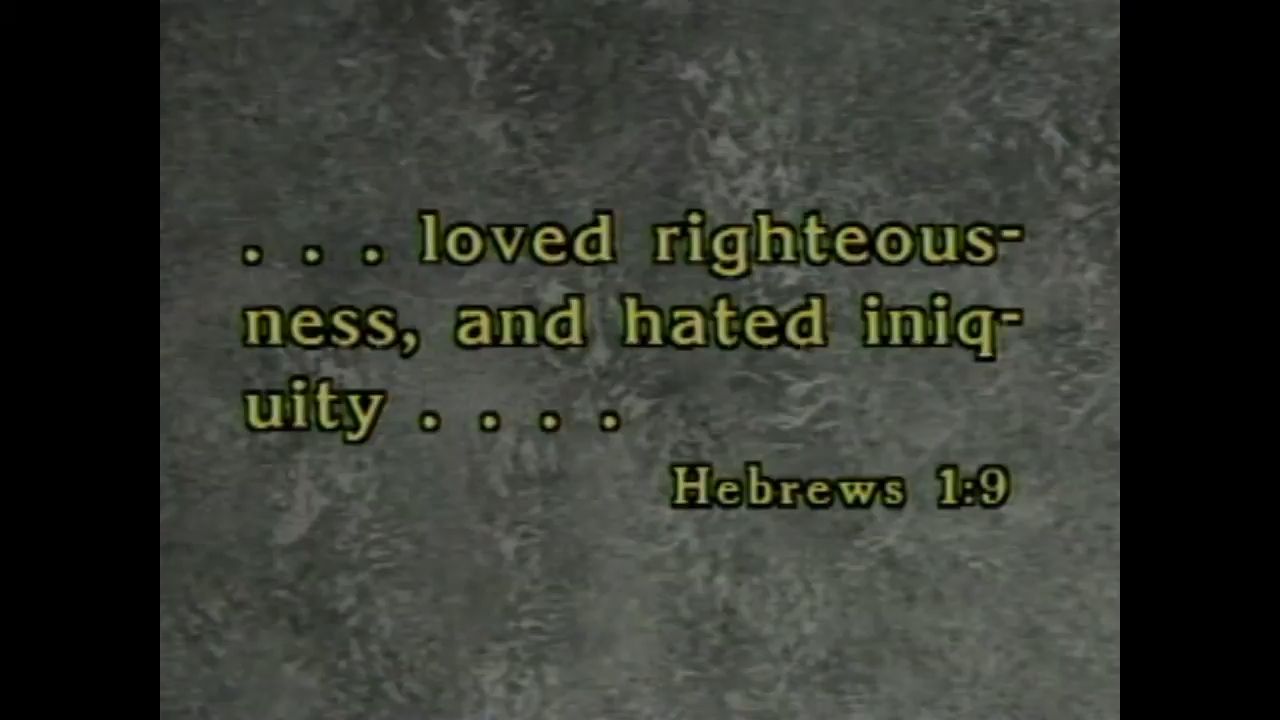 . . . loved righteous-
ness, and hated iniq-
uity . . . .
Hebrews 1:9